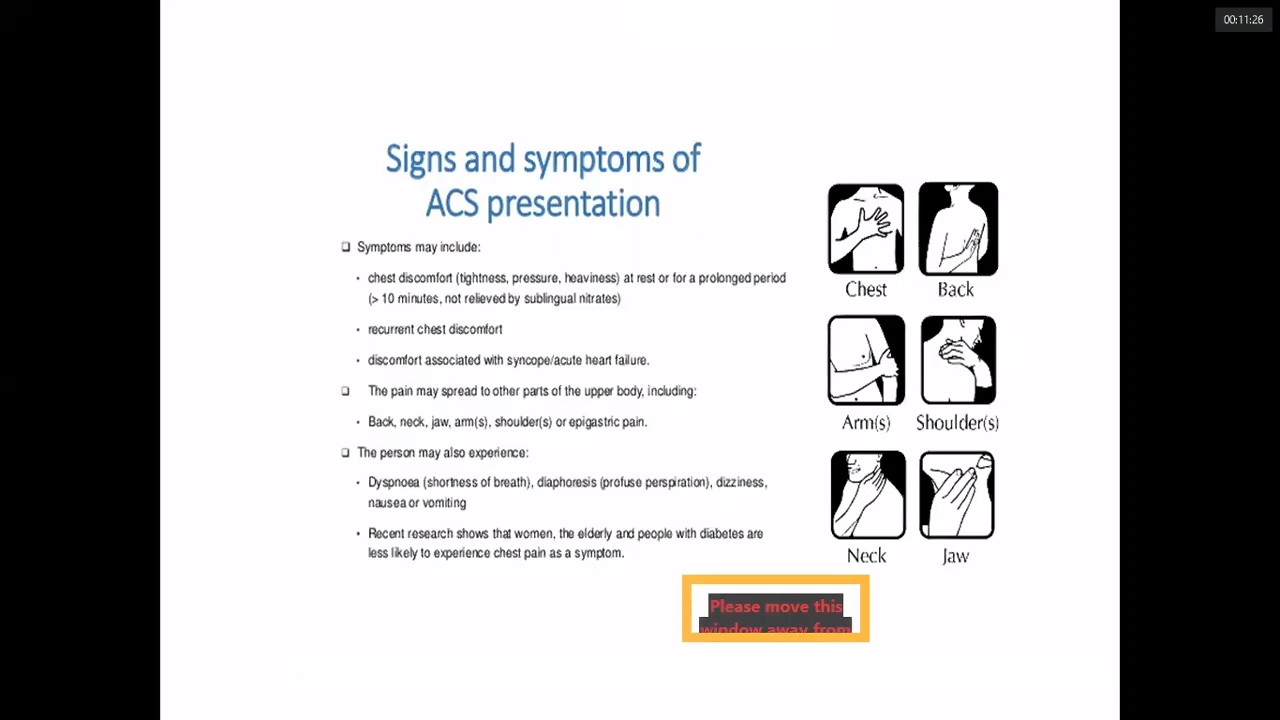 00:11:26
Signs and symptoms of
ACS presentation
❑ Symptoms may include:
• chest discomfort (tightness, pressure, heaviness) at rest or for a prolonged period
(> 10 minutes, not relieved by sublingual nitrates)
• recurrent chest discomfort
• discomfort associated with syncope/acute heart failure.
❑ The pain may spread to other parts of the upper body, including:
• Back, neck, jaw, arm(s), shoulder(s) or epigastric pain.
❑ The person may also experience:
• Dyspnoea (shortness of breath), diaphoresis (profuse perspiration), dizziness,
nausea or vomiting
• Recent research shows that women, the elderly and people with diabetes are
less likely to experience chest pain as a symptom.
Chest
Back
Arm(s)
Shoulder(s)
Neck
Jaw
Please move this
window away from